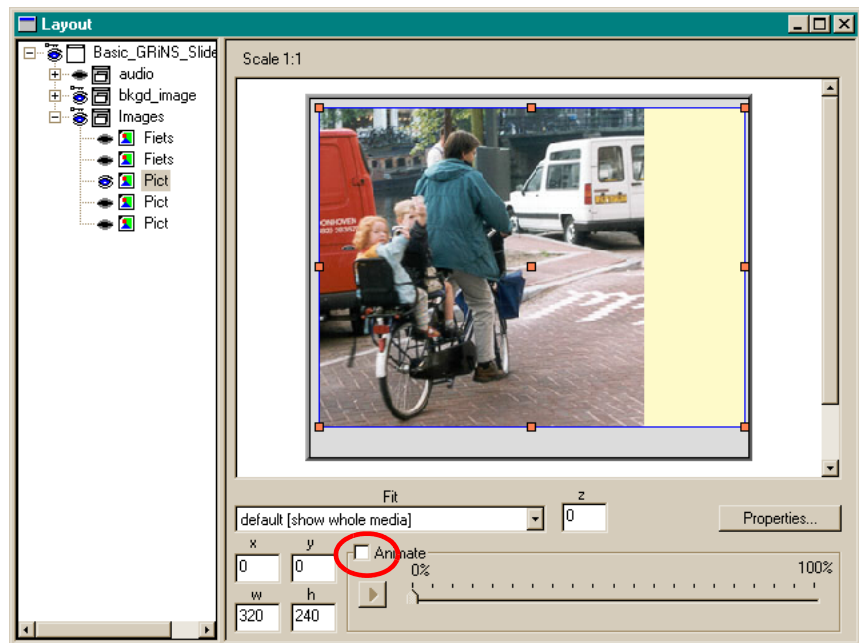 Layout
Basic_GRiNS_Slide
audio
bkgd_image
Images
Fiets
Fiets
Pict
Pict
Pict
Scale 1:1
Fit
default [show whole media]
z
0
Properties...
x
y
0
0
Animate
0%
100%
w
h
320
240